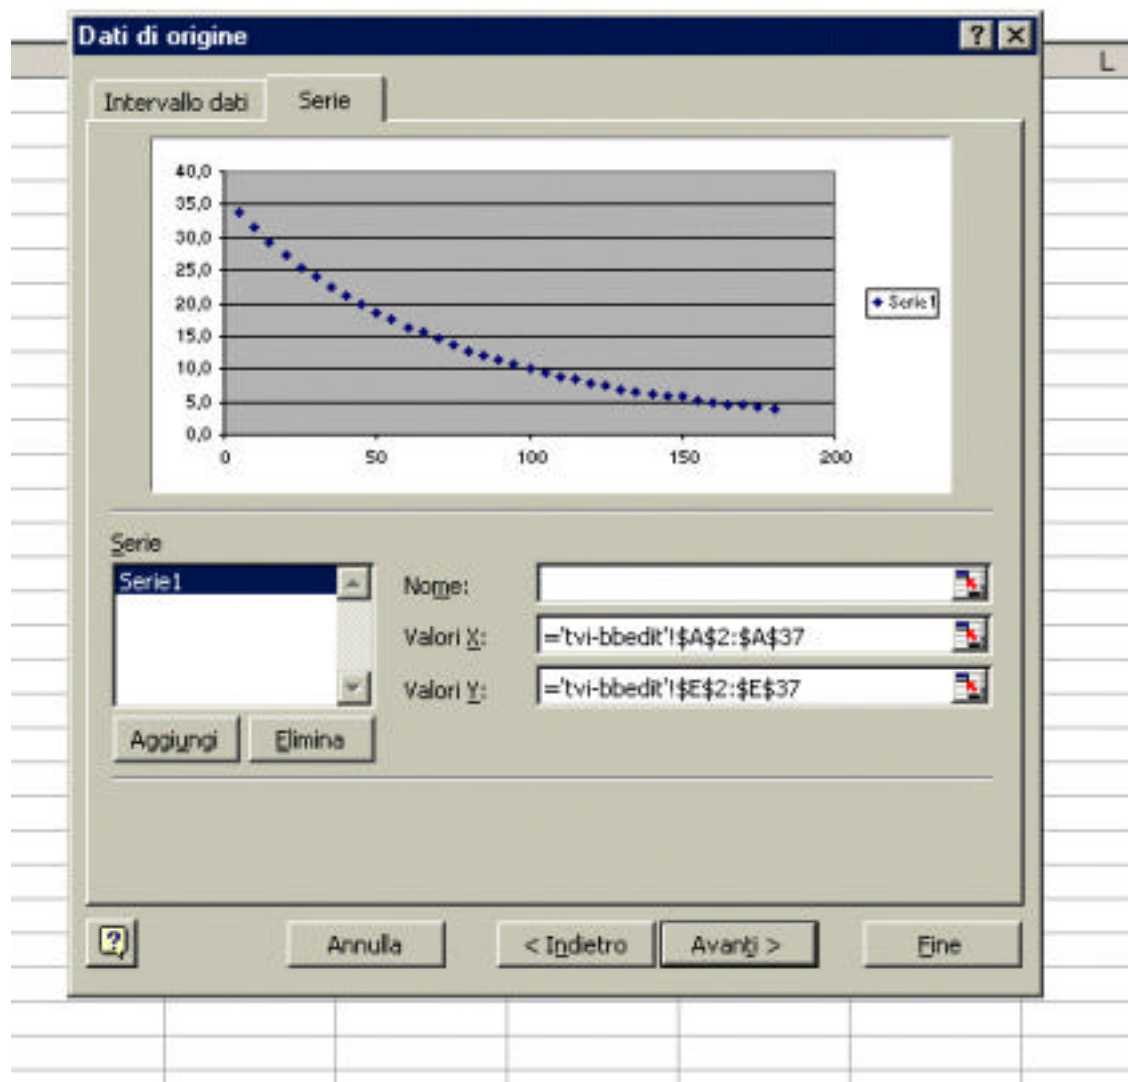 Dati di origine
L
Intervallo dati Serie
40,0
35,0
30,0
25,0
20,0
15,0
10,0
5,0
0,0
0 50 100 150 200
Serie1
Serie
Serie1
Nome:
Valori X: ='tvi-bbedit'!$A$2:$A$37
Valori Y: ='tvi-bbedit'!$E$2:$E$37
Aggiungi Elimina
? Annulla < Indietro Avanti > Fine